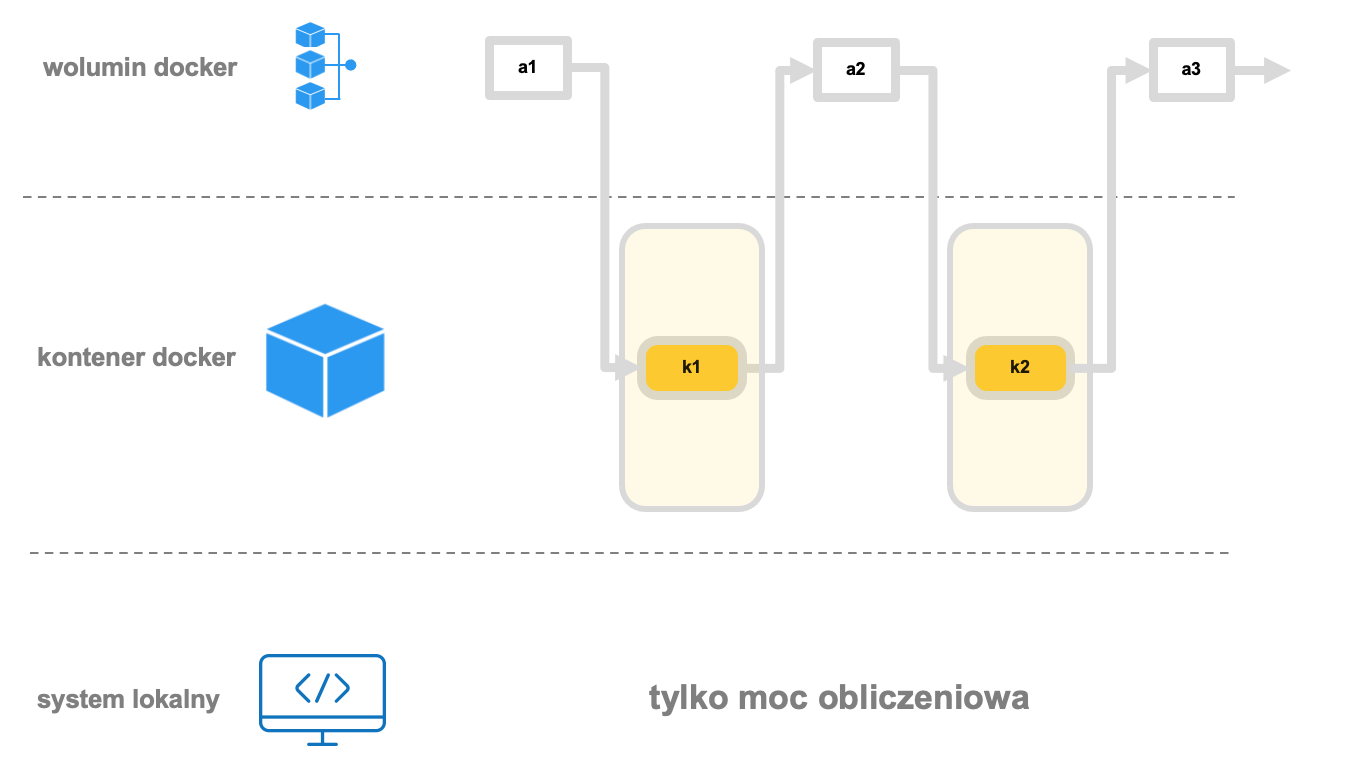 wolumin docker
a1
a2
a3
kontener docker
k1
k2
system lokalny
</>
tylko moc obliczeniowa